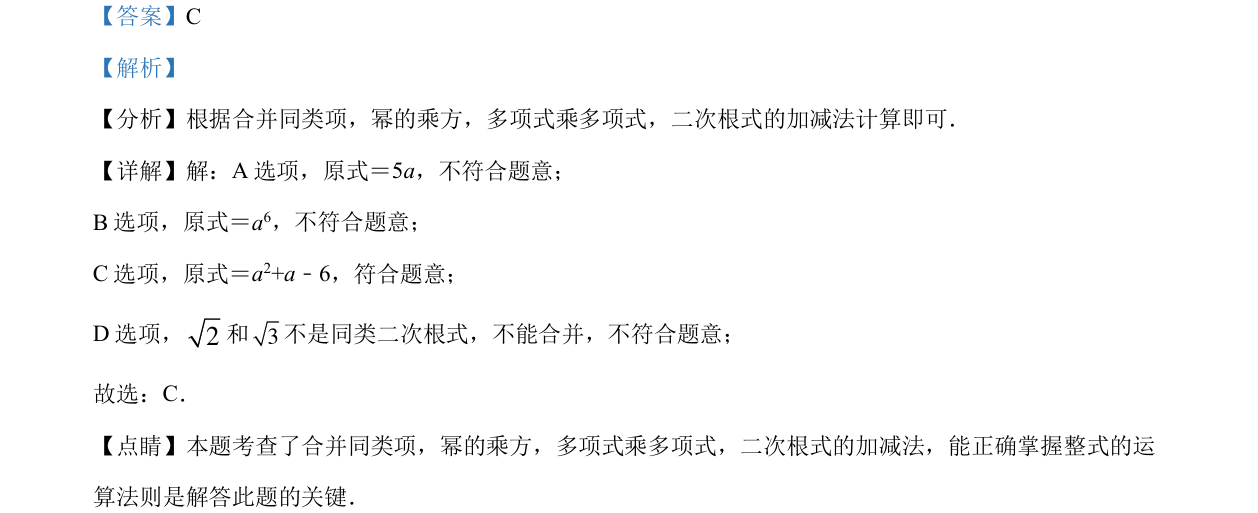 【答案】C
【解析】
【分析】根据合并同类项，幂的乘方，多项式乘多项式，二次根式的加减法计算即可．
【详解】解：A 选项，原式＝5a，不符合题意；
B 选项，原式＝a⁶，不符合题意；
C 选项，原式＝a²+a﹣6，符合题意；
D 选项，√2 和√3 不是同类二次根式，不能合并，不符合题意；
故选：C．
【点睛】本题考查了合并同类项，幂的乘方，多项式乘多项式，二次根式的加减法，能正确掌握整式的运
算法则是解答此题的关键．